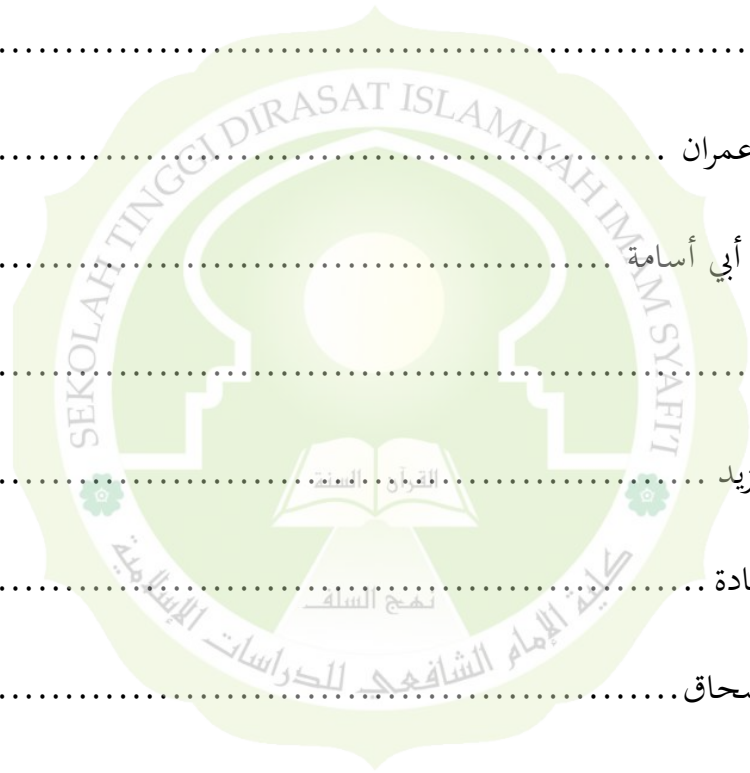 ........................................
عمران ........................................
أبي أسامة ........................................
........................................
زيد ........................................
ادة ........................................
حاق ........................................
SEKOLAH TINGGI DIRASAT ISLAMIYAH IMAM SYAFI'I
القرآن السنة
نهج السلف
كلية الإمام الشافعي للدراسات الإسلامية